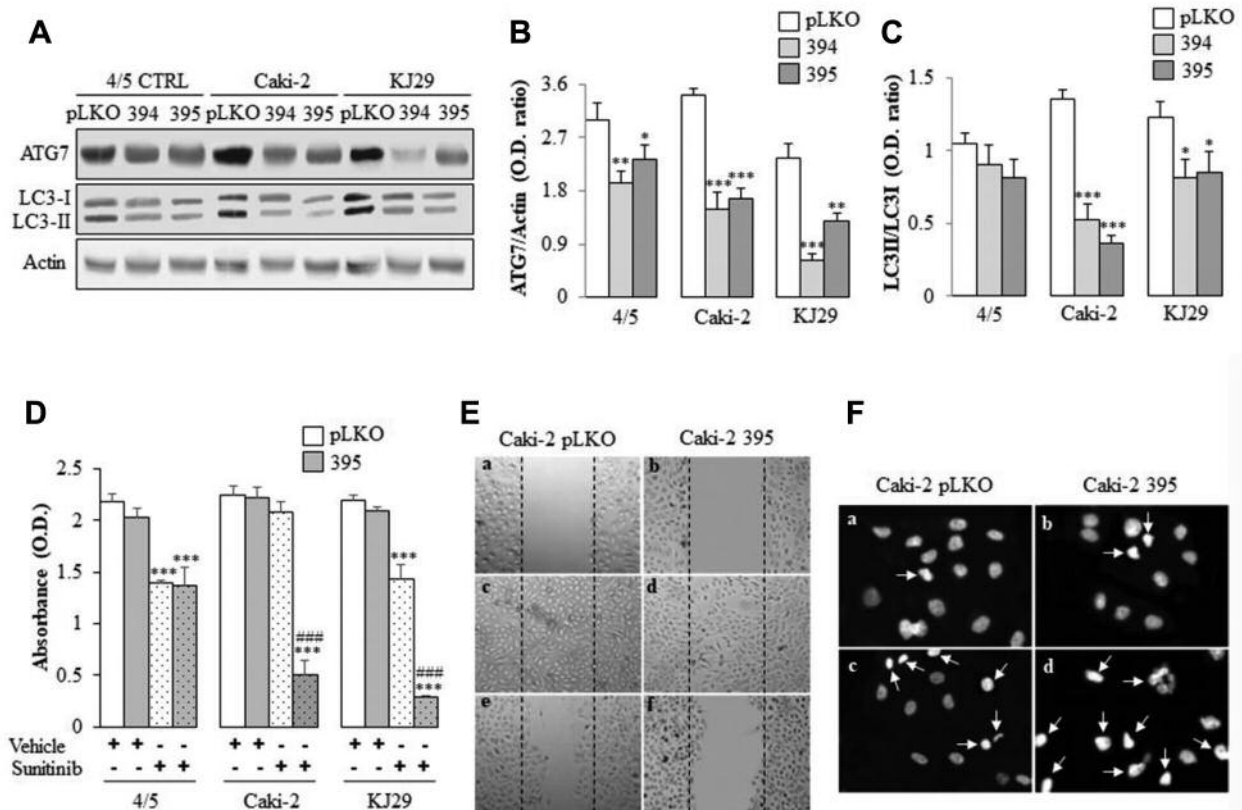 A
4/5 CTRL Caki-2 KJ29
pLKO 394 395 pLKO 394 395 pLKO 394 395
ATG7
LC3-I
LC3-II
Actin
B
pLKO
394
395
ATG7/Actin (O.D. ratio)
3.6
2.7
1.8
0.9
0
** *
*** ***
*** **
4/5 Caki-2 KJ29
C
pLKO
394
395
LC3II/LC3I (O.D. ratio)
1.5
1
0.5
0
*** ***
* *
4/5 Caki-2 KJ29
D
pLKO
395
Absorbance (O.D.)
2.5
2
1.5
1
0.5
0
*** ***
###
***
***
###
***
Vehicle + + - - + + - - + + - -
Sunitinib - - + + - - + + - - + +
4/5 Caki-2 KJ29
E
Caki-2 pLKO Caki-2 395
a b
c d
e f
F
Caki-2 pLKO Caki-2 395
a b
c d